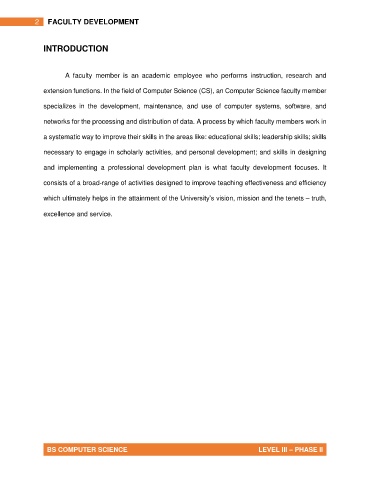 2 FACULTY DEVELOPMENT
INTRODUCTION
A faculty member is an academic employee who performs instruction, research and
extension functions. In the field of Computer Science (CS), an Computer Science faculty member
specializes in the development, maintenance, and use of computer systems, software, and
networks for the processing and distribution of data. A process by which faculty members work in
a systematic way to improve their skills in the areas like: educational skills; leadership skills; skills
necessary to engage in scholarly activities, and personal development; and skills in designing
and implementing a professional development plan is what faculty development focuses. It
consists of a broad-range of activities designed to improve teaching effectiveness and efficiency
which ultimately helps in the attainment of the University's vision, mission and the tenets – truth,
excellence and service.
BS COMPUTER SCIENCE LEVEL III – PHASE II